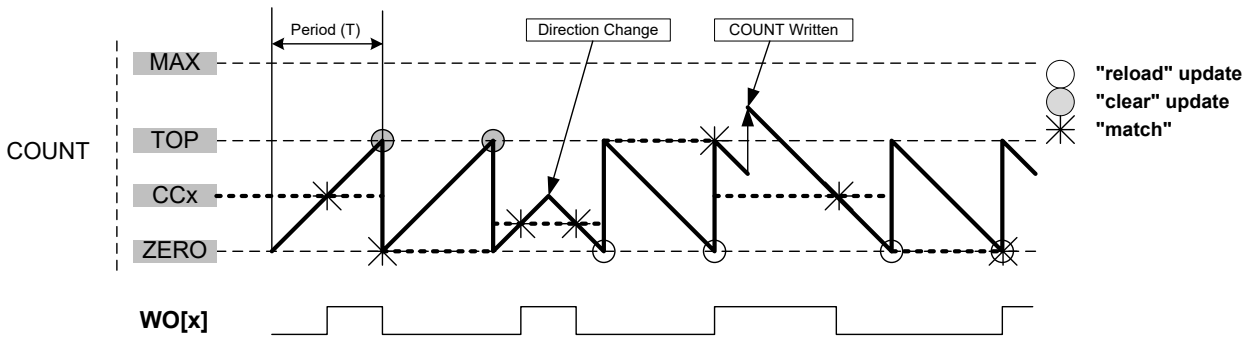 Period (T)
Direction Change
COUNT Written
MAX
"reload" update
"clear" update
TOP
"match"
COUNT
CCx
ZERO
WO[x]